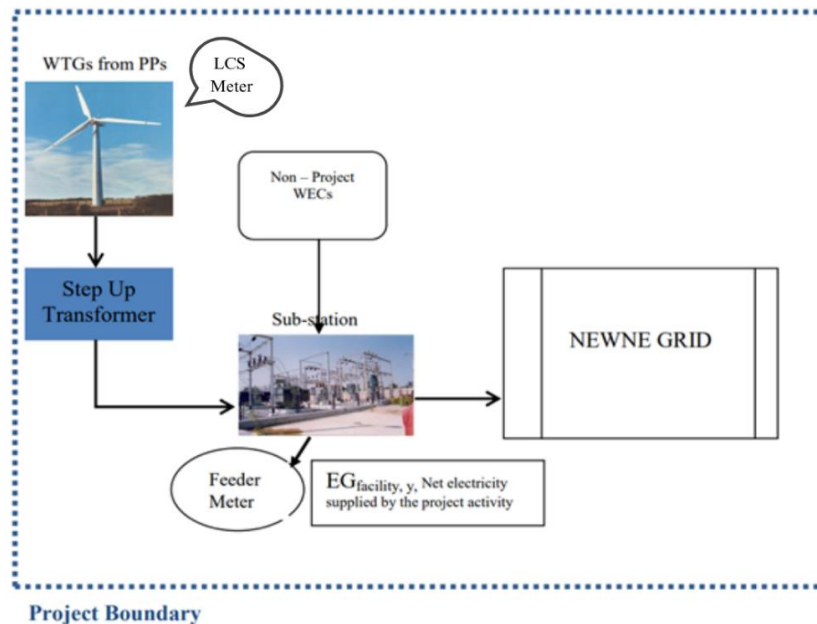 WTGs from PPs
LCS
Meter
Non – Project
WECs
Step Up
Transformer
Sub-station
NEWNE GRID
Feeder
Meter
EGfacility, y, Net electricity
supplied by the project activity
Project Boundary